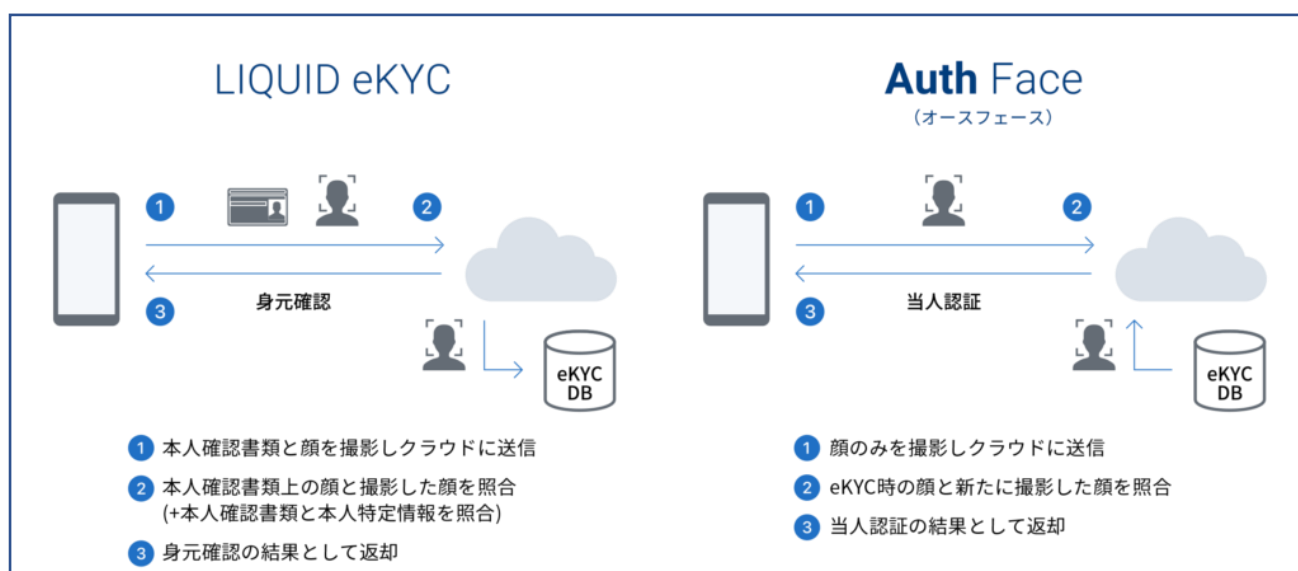 LIQUID eKYC
1
2
3
身元確認
eKYC
DB
1 本人確認書類と顔を撮影しクラウドに送信
2 本人確認書類上の顔と撮影した顔を照合
(+本人確認書類と本人特定情報を照合)
3 身元確認の結果として返却
Auth Face
（オースフェース）
1
2
3
当人認証
eKYC
DB
1 顔のみを撮影しクラウドに送信
2 eKYC時の顔と新たに撮影した顔を照合
3 当人認証の結果として返却